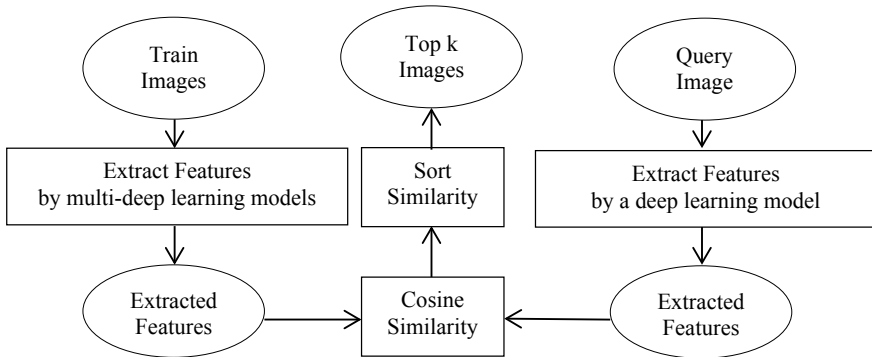 Train
Images
Top k
Images
Query
Image
Extract Features
by multi-deep learning models
Sort
Similarity
Extract Features
by a deep learning model
Extracted
Features
Cosine
Similarity
Extracted
Features